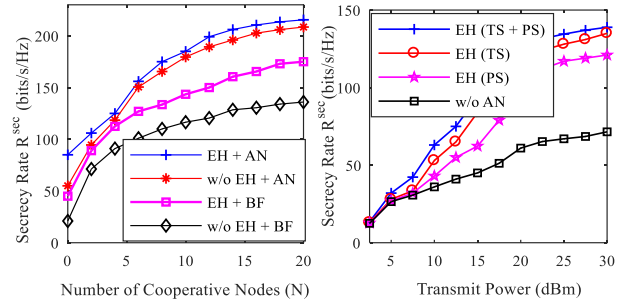 Secrecy Rate R^sec
(bits/s/Hz)
200
150
100
50
0
EH + AN
w/o EH + AN
EH + BF
w/o EH + BF
0 5 10 15 20
Number of Cooperative Nodes (N)
Secrecy Rate R^sec
(bits/s/Hz)
150
100
50
0
EH (TS + PS)
EH (TS)
EH (PS)
w/o AN
5 10 15 20 25 30
Transmit Power (dBm)